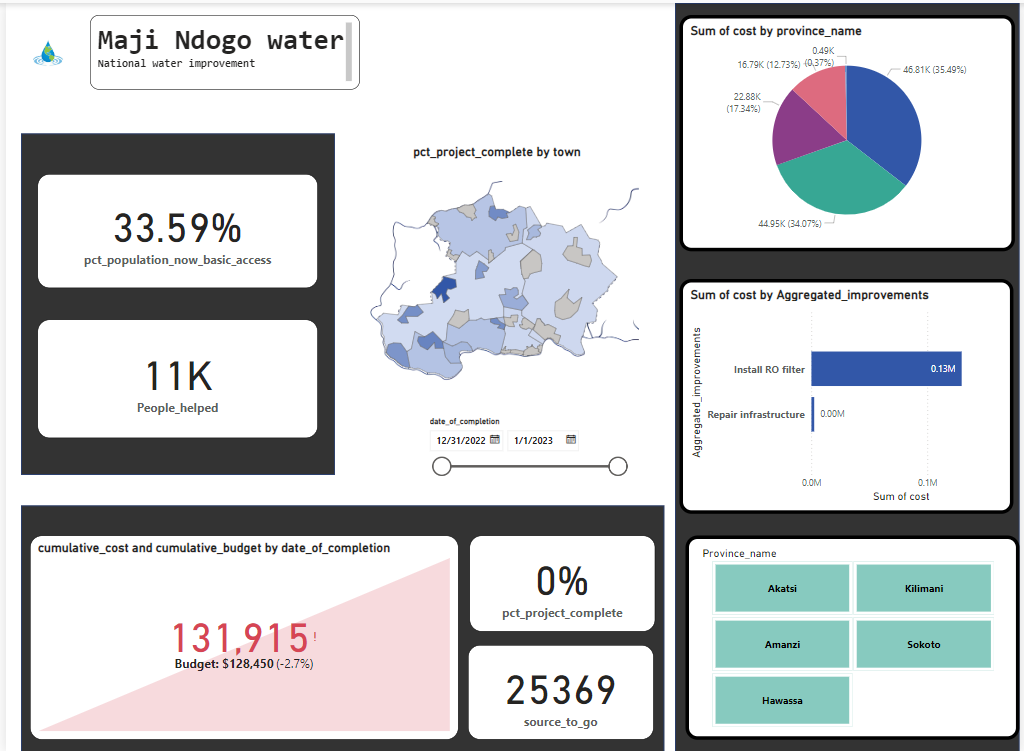 Maji Ndogo water
National water improvement
33.59%
pct_population_now_basic_access
11K
People_helped
pct_project_complete by town
date_of_completion
12/31/2022
1/1/2023
cumulative_cost and cumulative_budget by date_of_completion
131,915!
Budget: $128,450 (-2.7%)
0%
pct_project_complete
25369
source_to_go
Sum of cost by province_name
0.49K
(0.37%)
16.79K (12.73%)
46.81K (35.49%)
22.88K
(17.34%)
44.95K (34.07%)
Sum of cost by Aggregated_improvements
Aggregated_improvements
Install RO filter
0.13M
Repair infrastructure
0.00M
0.0M
0.1M
Sum of cost
Province_name
Akatsi
Kilimani
Amanzi
Sokoto
Hawassa